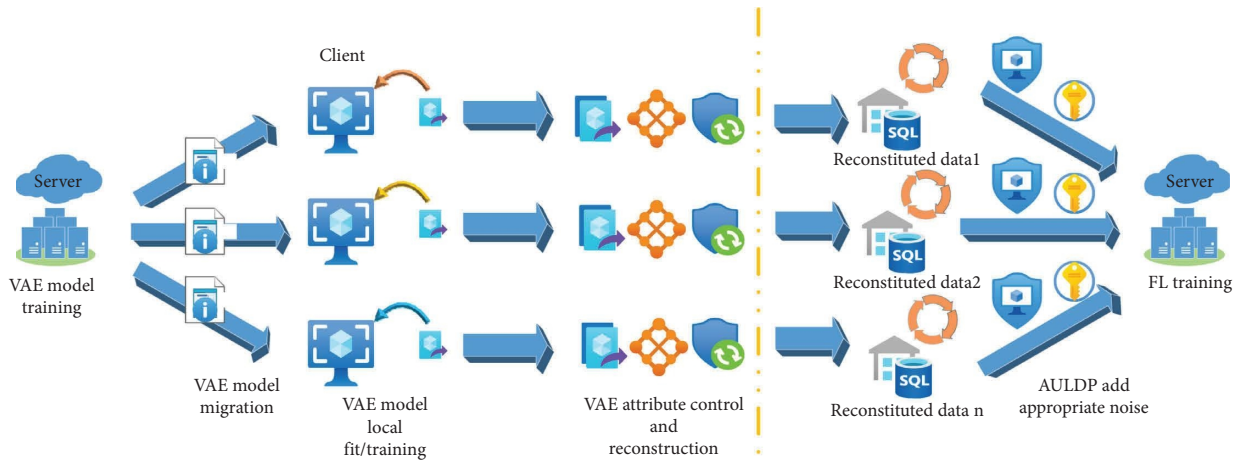 Client
Server
VAE model
training
VAE model
migration
VAE model
local
fit/training
VAE attribute control
and
reconstruction
SQL
Reconstituted data1
SQL
Reconstituted data2
SQL
Reconstituted data n
AULDP add
appropriate noise
Server
FL training